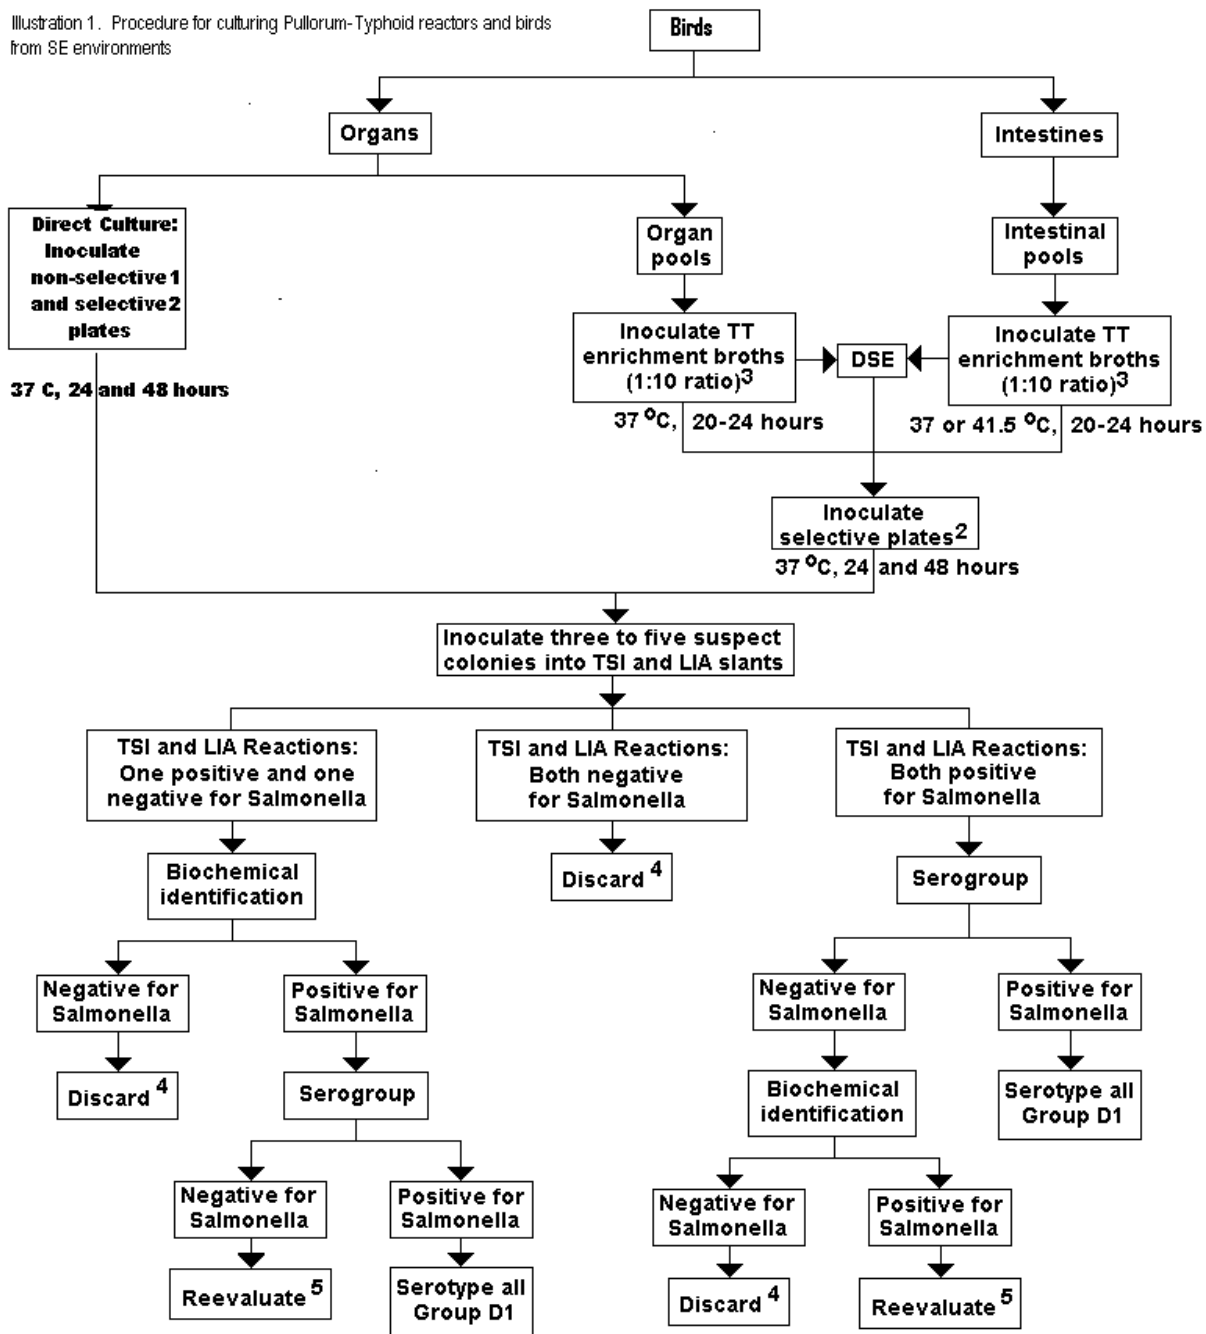 Illustration 1. Procedure for culturing Pullorum-Typhoid reactors and birds
from SE environments
Birds
Organs
Intestines
Direct Culture:
Inoculate
non-selective1
and selective2
plates
Organ
pools
Intestinal
pools
Inoculate TT
enrichment broths
(1:10 ratio)3
DSE
Inoculate TT
enrichment broths
(1:10 ratio)3
37 C, 24 and 48 hours
37 ºC, 20-24 hours
37 or 41.5 ºC, 20-24 hours
Inoculate
selective plates2
37 ºC, 24 and 48 hours
Inoculate three to five suspect
colonies into TSI and LIA slants
TSI and LIA Reactions:
One positive and one
negative for Salmonella
TSI and LIA Reactions:
Both negative
for Salmonella
TSI and LIA Reactions:
Both positive
for Salmonella
Biochemical
identification
Discard 4
Serogroup
Negative for
Salmonella
Positive for
Salmonella
Negative for
Salmonella
Positive for
Salmonella
Discard 4
Serogroup
Biochemical
identification
Serotype all
Group D1
Negative for
Salmonella
Positive for
Salmonella
Negative for
Salmonella
Positive for
Salmonella
Reevaluate 5
Serotype all
Group D1
Discard 4
Reevaluate 5